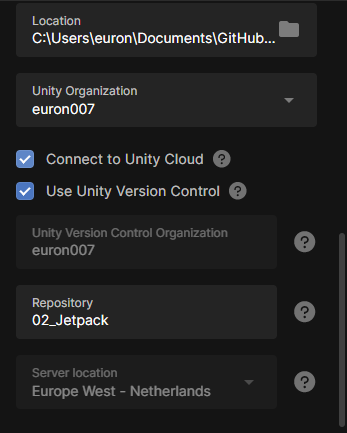 Location
C:\Users\euron\Documents\GitHub...
Unity Organization
euron007
Connect to Unity Cloud
?
Use Unity Version Control
?
Unity Version Control Organization
euron007
?
Repository
02_Jetpack
?
Server location
Europe West - Netherlands
?